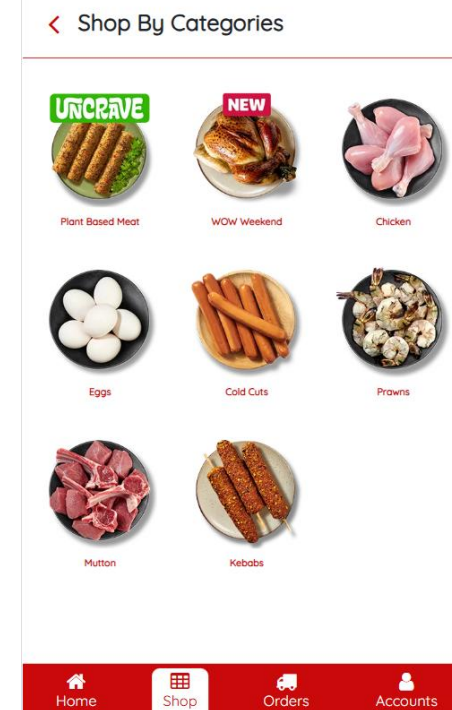 Shop By Categories
UNCRAVE
NEW
Plant Based Meat
WOW Weekend
Chicken
Eggs
Cold Cuts
Prawns
Mutton
Kebabs
Home
Shop
Orders
Accounts